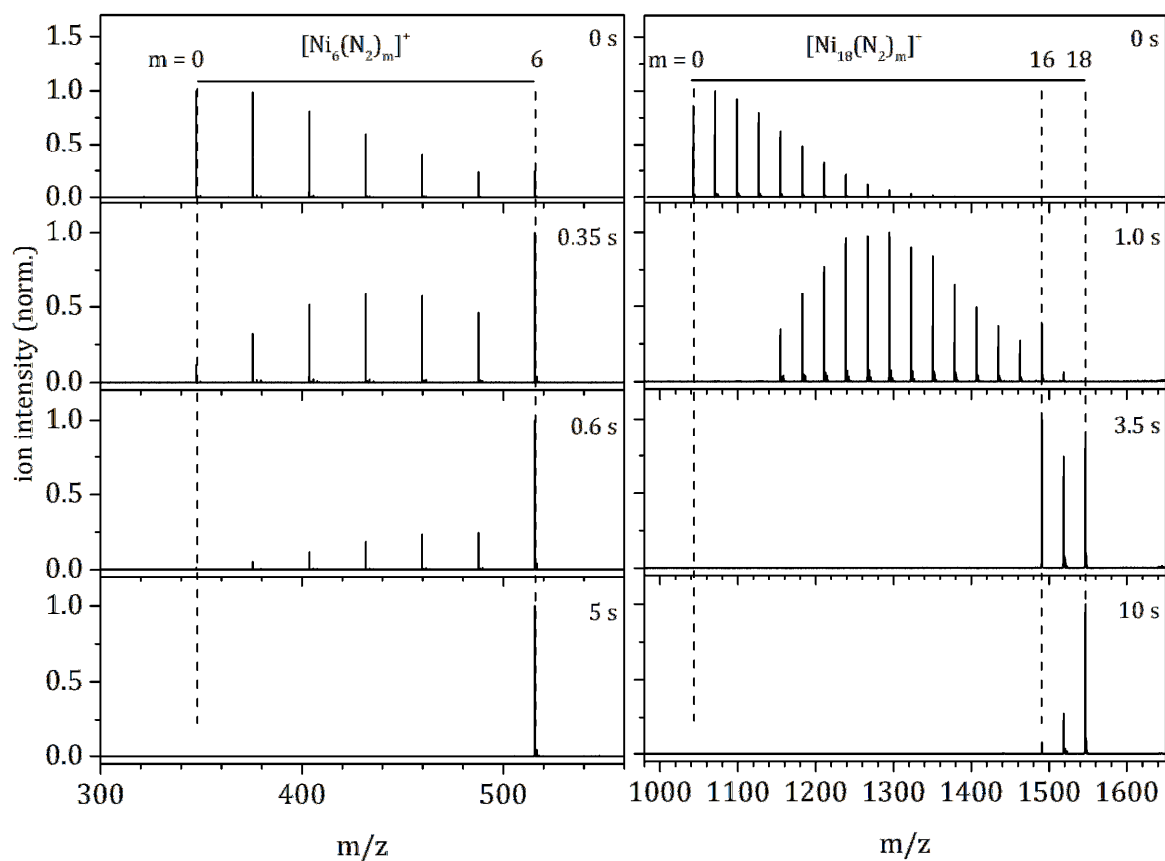 ion intensity (norm.)
[Ni₆(N₂)ₘ]⁺ 0 s
m = 0 6
1.5
1.0
0.5
0.0
0.35 s
1.0
0.5
0.0
0.6 s
1.0
0.5
0.0
5 s
1.0
0.5
0.0
300 400 500
m/z
[Ni₁₈(N₂)ₘ]⁻ 0 s
m = 0 16 18
1.0 s
3.5 s
10 s
1000 1100 1200 1300 1400 1500 1600
m/z